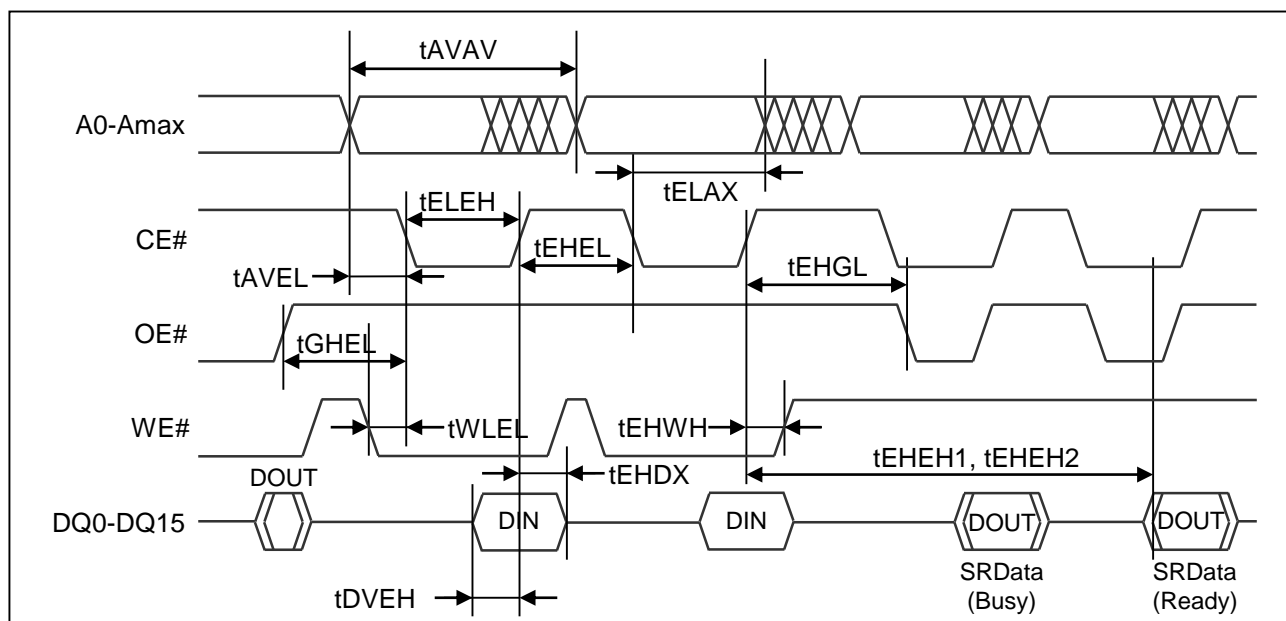 tAVAV
A0-Amax
tELAX
tELEH
CE#
tEHEL
tEHGL
tAVEL
OE#
tGHEL
WE#
tWLEL
tEHWH
tEHEH1, tEHEH2
tEHDX
DOUT
DQ0-DQ15
DIN
DIN
DOUT
DOUT
SRData
(Busy)
SRData
(Ready)
tDVEH